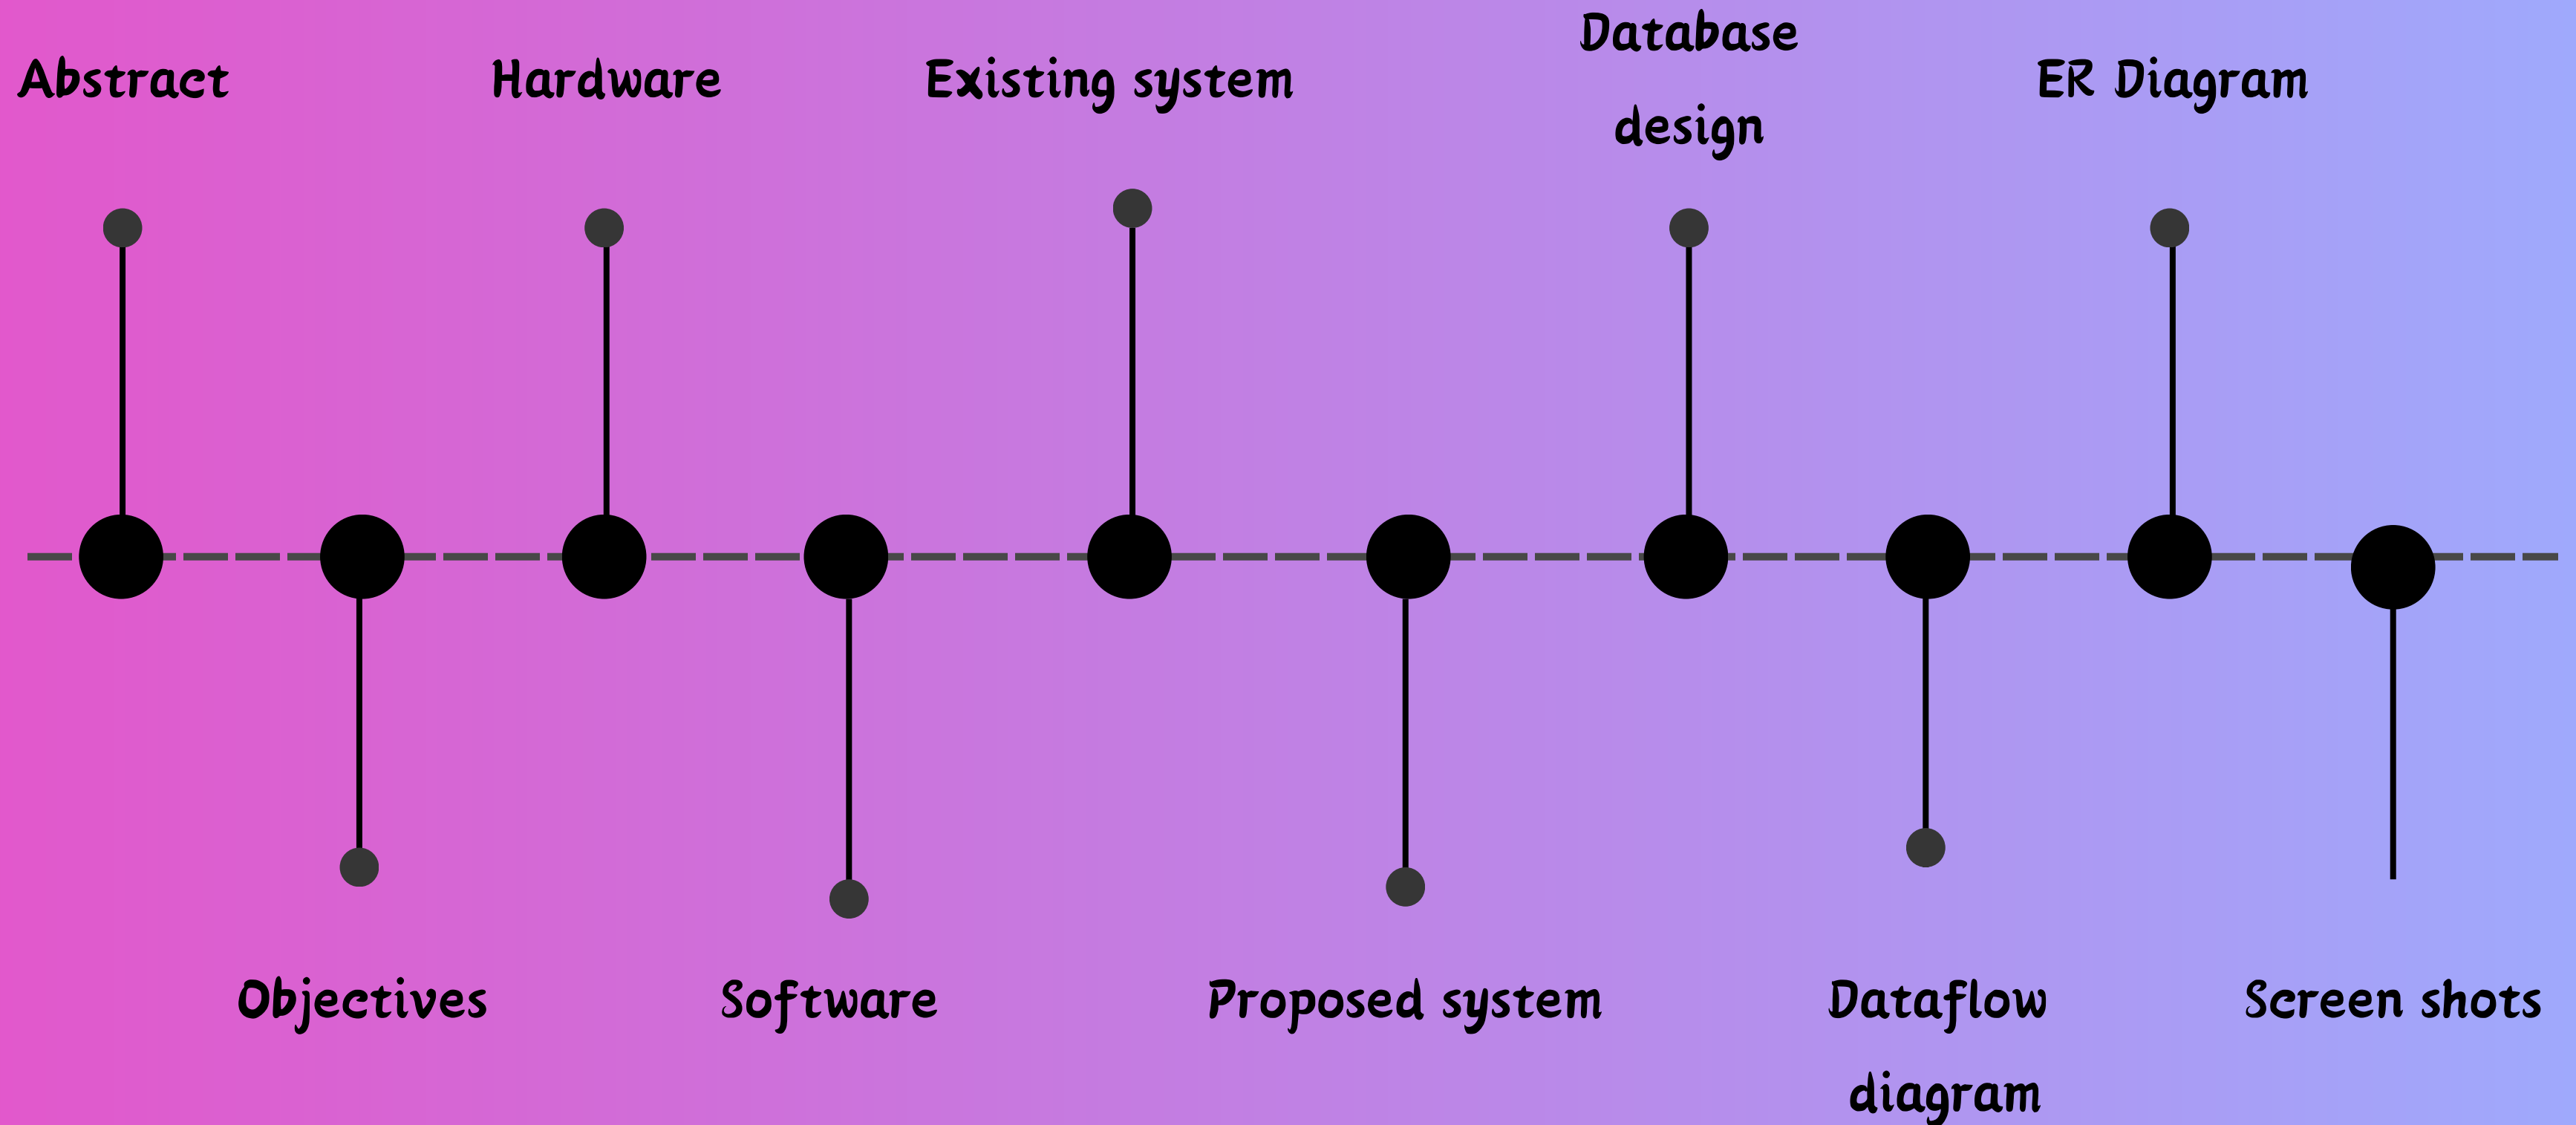 Abstract
Hardware
Existing system
Database
design
ER Diagram
Objectives
Software
Proposed system
Dataflow
diagram
Screen shots